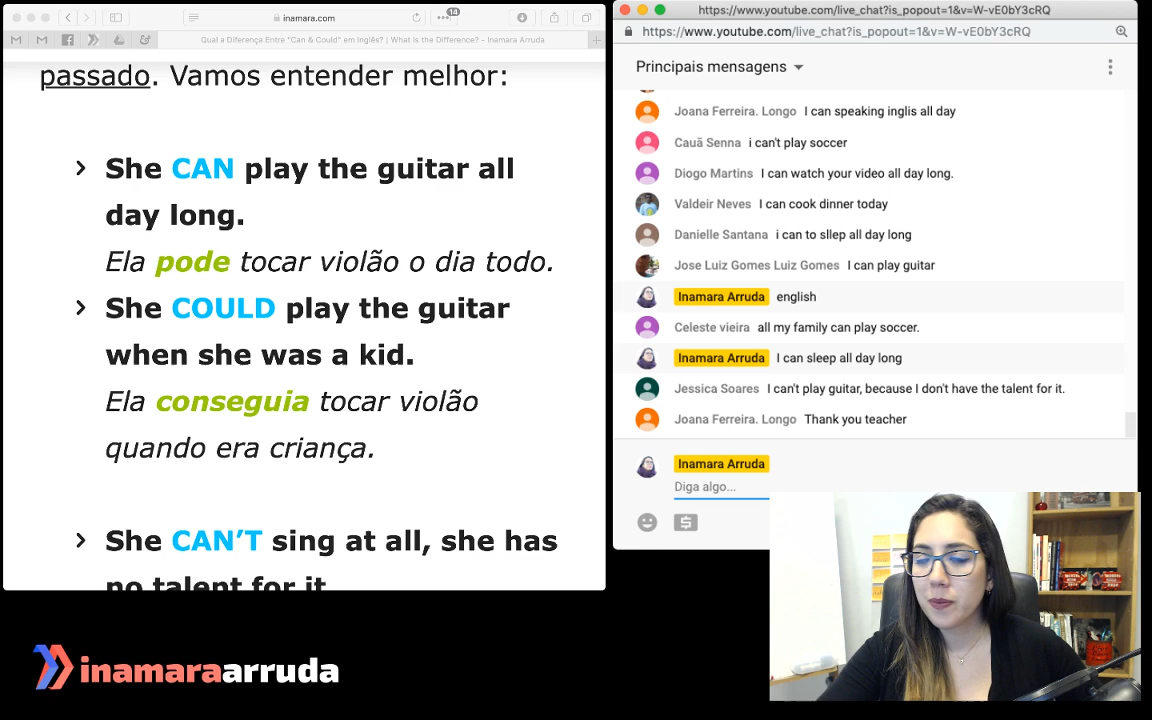 inamara.com
14
Qual a Diferença Entre "Can & Could" em Inglês? | What is the Difference? – Inamara Arruda
passado. Vamos entender melhor:
She CAN play the guitar all
day long.
Ela pode tocar violão o dia todo.
She COULD play the guitar
when she was a kid.
Ela conseguia tocar violão
quando era criança.
She CAN'T sing at all, she has
no talent for it
inamaraarruda
https://www.youtube.com/live_chat?is_popout=1&v=W-vE0bY3cRQ
https://www.youtube.com/live_chat?is_popout=1&v=W-vE0bY3cRQ
Principais mensagens
Joana Ferreira. Longo I can speaking inglis all day
Cauã Senna i can't play soccer
Diogo Martins I can watch your video all day long.
Valdeir Neves I can cook dinner today
Danielle Santana i can to sllep all day long
Jose Luiz Gomes Luiz Gomes I can play guitar
Inamara Arruda english
Celeste vieira all my family can play soccer.
Inamara Arruda I can sleep all day long
Jessica Soares I can't play guitar, because I don't have the talent for it.
Joana Ferreira. Longo Thank you teacher
Inamara Arruda
Diga algo...